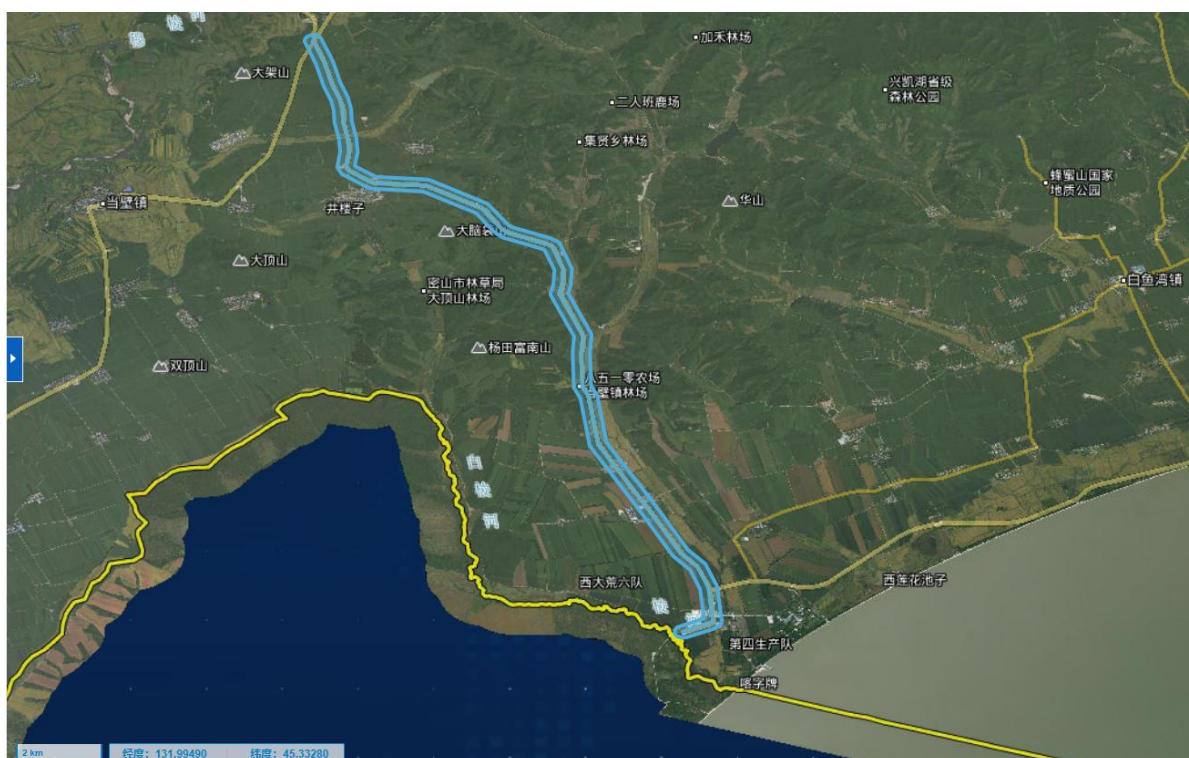 穆 棱 河
加禾林场
大架山
兴凯湖省级
森林公园
二人班鹿场
集贤乡林场
蜂蜜山国家
地质公园
当壁镇
井楼子
华山
大脑袋山
大顶山
密山市林草局
大顶山林场
白鱼湾镇
杨田富南山
双顶山
八五一零农场
当壁镇林场
白
棱
河
西大荒六队
棱
西莲花池子
第四生产队
喀字牌
2 km
经度：131.99490
纬度：45.33280